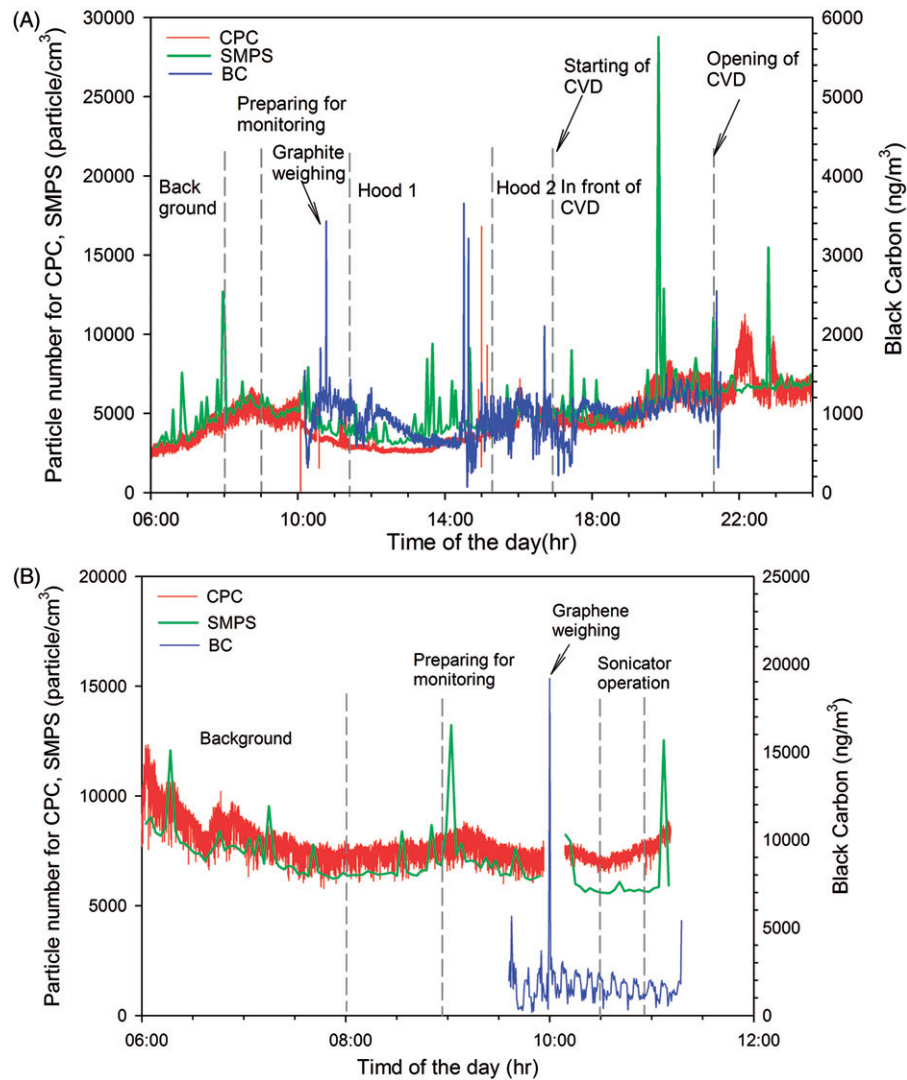 (A)
Particle number for CPC, SMPS (particle/cm³)
30000
25000
20000
15000
10000
5000
0
CPC
SMPS
BC
Back
ground
Preparing for
monitoring
Graphite
weighing
Hood 1
Hood 2
Starting of
CVD
In front of
CVD
Opening of
CVD
6000
5000
4000
3000
2000
1000
0
Black Carbon (ng/m³)
06:00 10:00 14:00 18:00 22:00
Time of the day(hr)
(B)
Particle number for CPC, SMPS (particle/cm³)
20000
15000
10000
5000
0
CPC
SMPS
BC
Background
Preparing for
monitoring
Graphene
weighing
Sonicator
operation
25000
20000
15000
10000
5000
0
Black Carbon (ng/m³)
06:00 08:00 10:00 12:00
Timd of the day (hr)